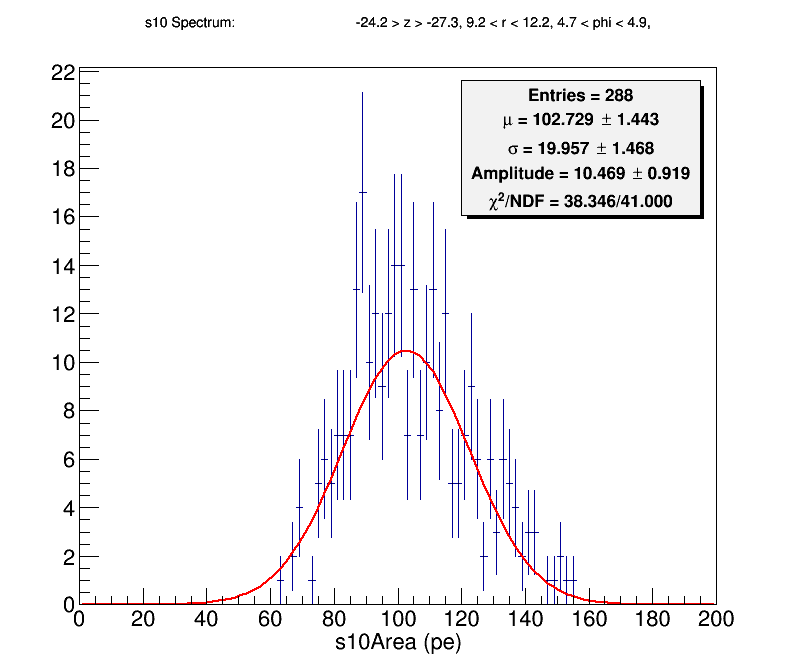 s10 Spectrum: -24.2 > z > -27.3, 9.2 < r < 12.2, 4.7 < phi < 4.9,
Entries = 288
μ = 102.729 ± 1.443
σ = 19.957 ± 1.468
Amplitude = 10.469 ± 0.919
χ²/NDF = 38.346/41.000
22
20
18
16
14
12
10
8
6
4
2
0
0 20 40 60 80 100 120 140 160 180 200
s10Area (pe)